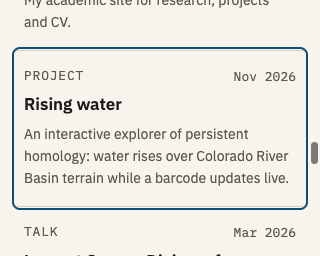 My academic site for research, projects
and CV.
PROJECT Nov 2026
Rising water
An interactive explorer of persistent
homology: water rises over Colorado River
Basin terrain while a barcode updates live.
TALK Mar 2026